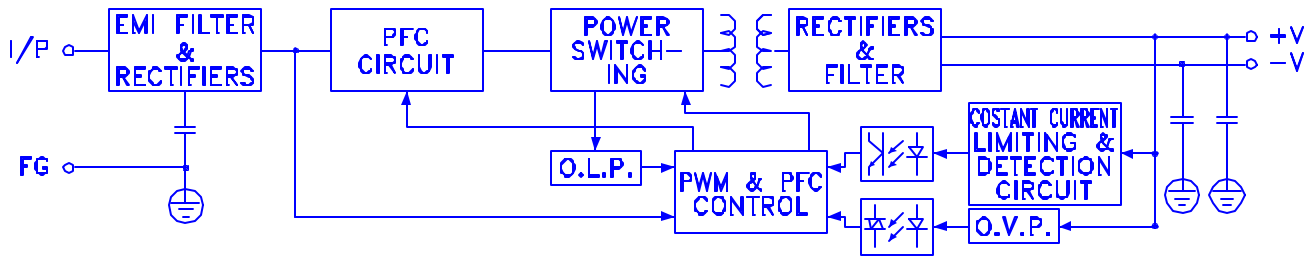 I/P
EMI FILTER
&
RECTIFIERS
PFC
CIRCUIT
POWER
SWITCH-
ING
RECTIFIERS
&
FILTER
+V
-V
FG
O.L.P.
PWM & PFC
CONTROL
COSTANT CURRENT
LIMITING &
DETECTION
CIRCUIT
O.V.P.